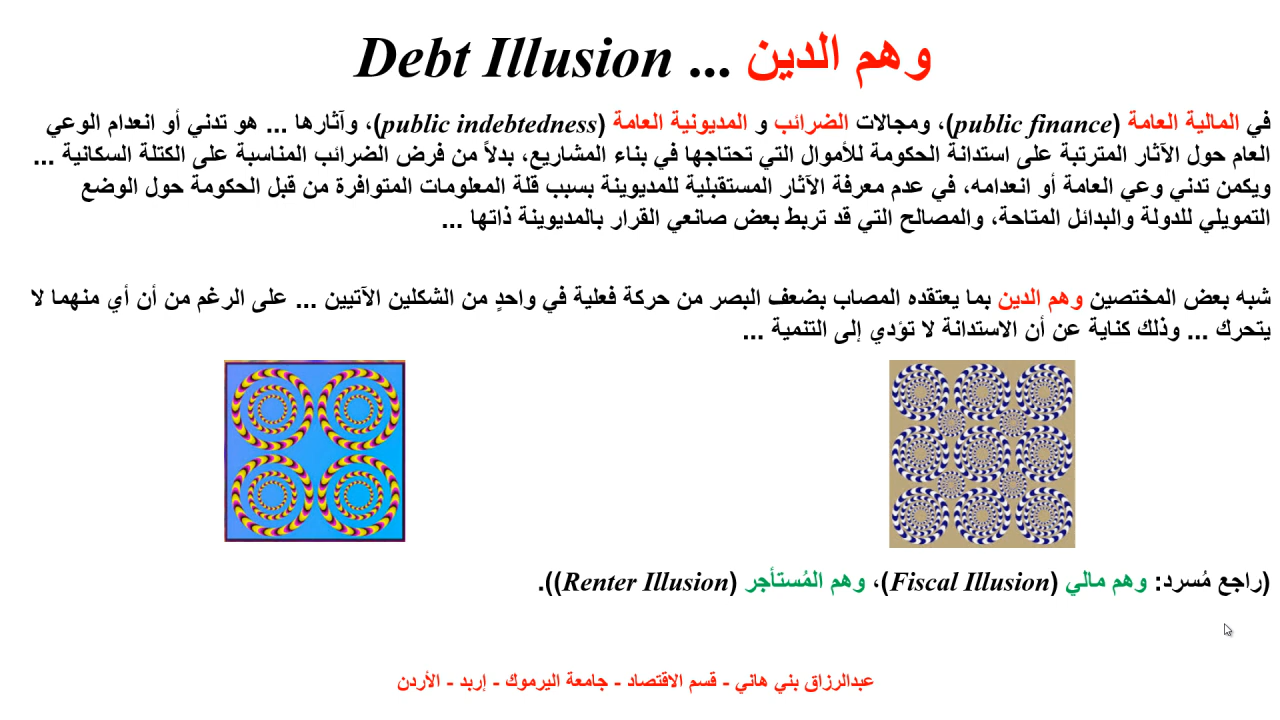 وهم الدين ... Debt Illusion
في المالية العامة (public finance)، ومجالات الضرائب و المديونية العامة (public indebtedness)، وآثارها ... هو تدني أو انعدام الوعي
العام حول الآثار المترتبة على استدانة الحكومة للأموال التي تحتاجها في بناء المشاريع، بدلاً من فرض الضرائب المناسبة على الكتلة السكانية ...
ويكمن تدني وعي العامة أو انعدامه، في عدم معرفة الآثار المستقبلية للمديوينة بسبب قلة المعلومات المتوافرة من قبل الحكومة حول الوضع
التمويلي للدولة والبدائل المتاحة، والمصالح التي قد تربط بعض صانعي القرار بالمديوينة ذاتها ...
شبه بعض المختصين وهم الدين بما يعتقده المصاب بضعف البصر من حركة فعلية في واحدٍ من الشكلين الآتيين ... على الرغم من أن أي منهما لا
يتحرك ... وذلك كناية عن أن الاستدانة لا تؤدي إلى التنمية ...
(راجع مُسرد: وهم مالي (Fiscal Illusion)، وهم المُستأجر (Renter Illusion)).
عبدالرزاق بني هاني - قسم الاقتصاد - جامعة اليرموك - إربد - الأردن